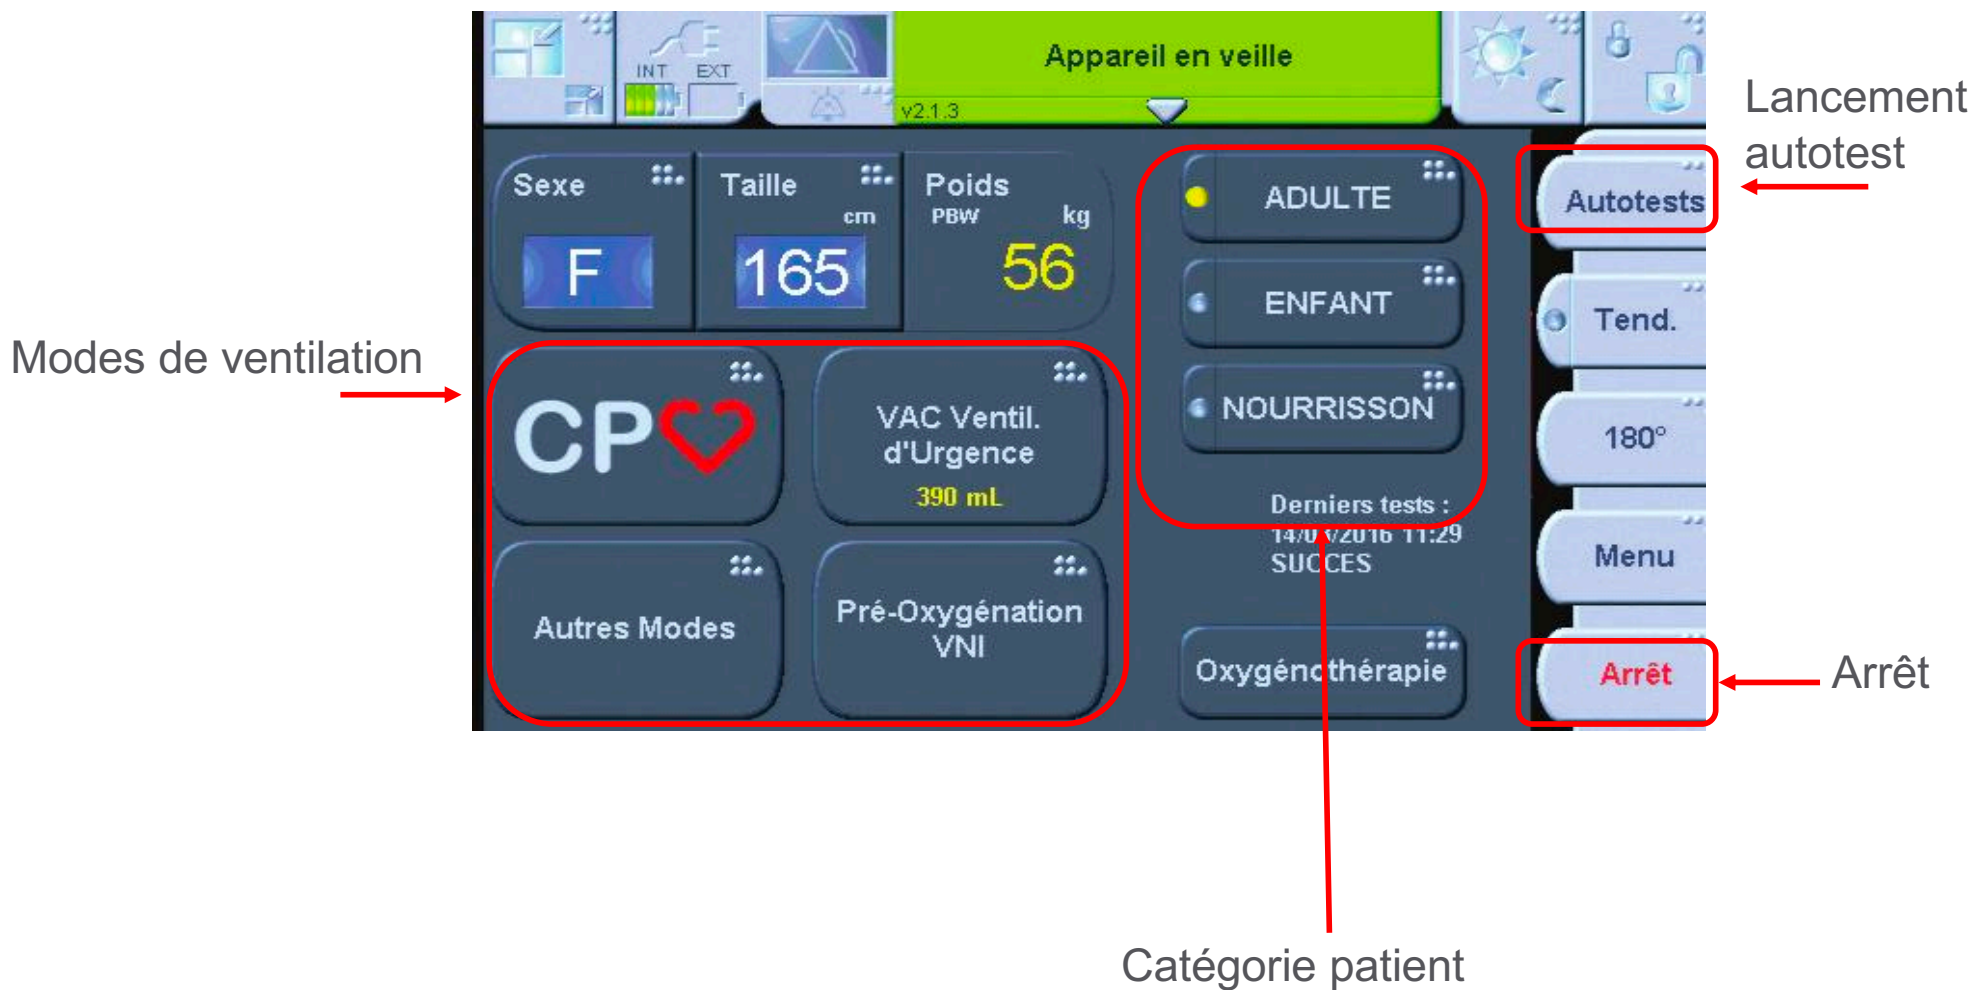 INT EXT
Appareil en veille
v2.1.3
Lancement
autotest
Sexe
Taille
cm
Poids
PBW kg
F
165
56
ADULTE
ENFANT
NOURRISSON
Autotests
Tend.
180°
Menu
Arrêt
Arrêt
Modes de ventilation
CP
VAC Ventil.
d'Urgence
390 mL
Autres Modes
Pré-Oxygénation
VNI
Derniers tests :
11:29
SUCCES
Oxygénothérapie
Catégorie patient